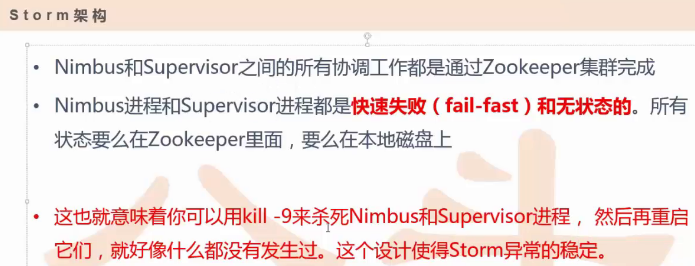 Storm架构
• Nimbus和Supervisor之间的所有协调工作都是通过Zookeeper集群完成
• Nimbus进程和Supervisor进程都是快速失败（fail-fast）和无状态的。所有
状态要么在Zookeeper里面，要么在本地磁盘上
• 这也就意味着你可以用kill -9来杀死Nimbus和Supervisor进程， 然后再重启
它们，就好像什么都没有发生过。这个设计使得Storm异常的稳定。